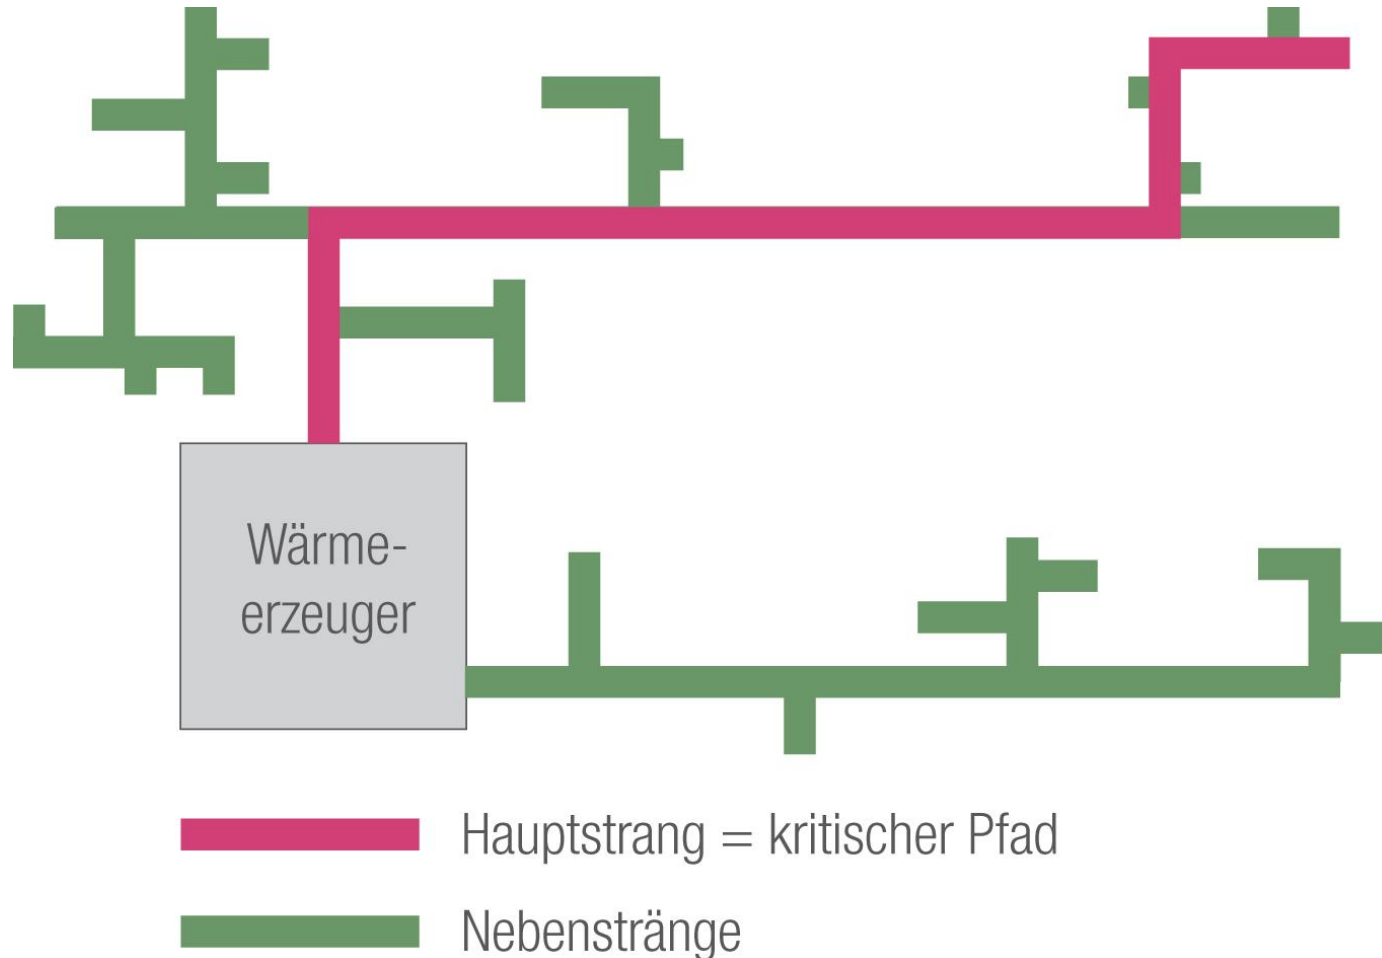 Wärme-
erzeuger
Hauptstrang = kritischer Pfad
Nebenstränge